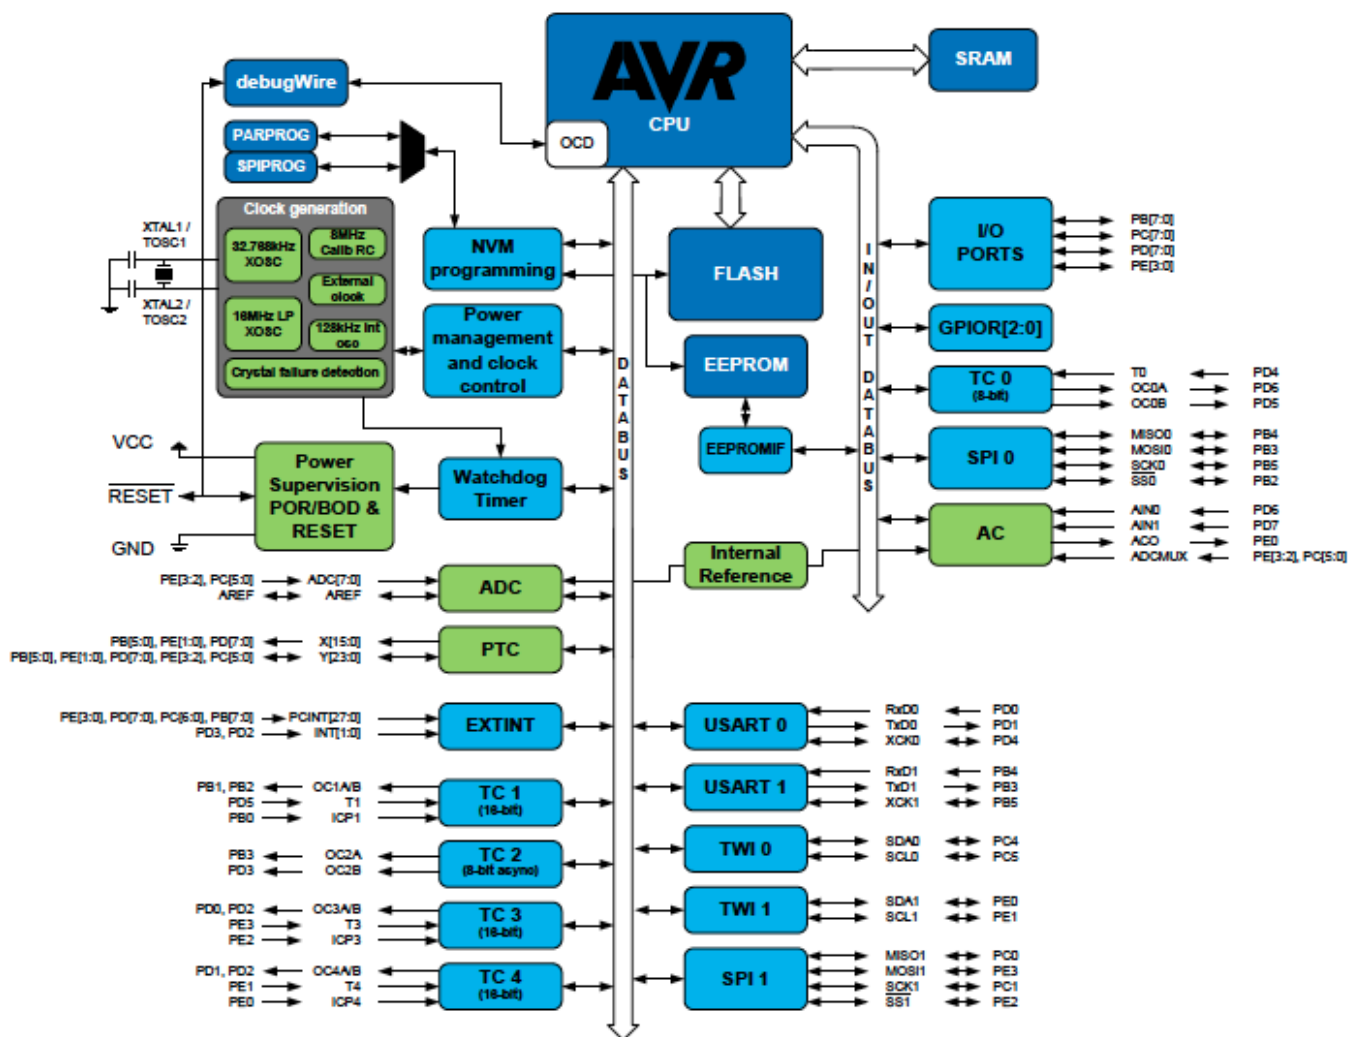 AVR
CPU
OCD
SRAM
debugWire
PARPROG
SPIPROG
Clock generation
XTAL1 /
TOSC1
32.768kHz
XOSC
8MHz
Calib RC
External
clock
XTAL2 /
TOSC2
16MHz LP
XOSC
128kHz int
osc
Crystal failure detection
NVM
programming
Power
management
and clock
control
FLASH
EEPROM
EEPROMIF
DATABUS
IN/OUT DATABUS
I/O
PORTS
PB[7:0]
PC[7:0]
PD[7:0]
PE[3:0]
GPIOR[2:0]
TC 0
(8-bit)
T0 PD4
OC0A PD6
OC0B PD5
SPI 0
MISO0 PB4
MOSI0 PB3
SCK0 PB5
SS0 PB2
AC
AIN0 PD6
AIN1 PD7
ACO PE0
ADCMUX PE[3:2], PC[5:0]
VCC
RESET
GND
Power
Supervision
POR/BOD &
RESET
Watchdog
Timer
Internal
Reference
PE[3:2], PC[5:0] ADC[7:0]
AREF AREF
ADC
PB[5:0], PE[1:0], PD[7:0] X[15:0]
PB[5:0], PE[1:0], PD[7:0], PE[3:2], PC[5:0] Y[23:0]
PTC
PE[3:0], PD[7:0], PC[6:0], PB[7:0] PCINT[27:0]
PD3, PD2 INT[1:0]
EXTINT
USART 0
RxD0 PD0
TxD0 PD1
XCK0 PD4
PB1, PB2 OC1A/B
PD5 T1
PB0 ICP1
TC 1
(16-bit)
USART 1
RxD1 PB4
TxD1 PB3
XCK1 PB5
PB3 OC2A
PD3 OC2B
TC 2
(8-bit async)
TWI 0
SDA0 PC4
SCL0 PC5
PD0, PD2 OC3A/B
PE3 T3
PE2 ICP3
TC 3
(16-bit)
TWI 1
SDA1 PE0
SCL1 PE1
PD1, PD2 OC4A/B
PE1 T4
PE0 ICP4
TC 4
(16-bit)
SPI 1
MISO1 PC0
MOSI1 PE3
SCK1 PC1
SS1 PE2